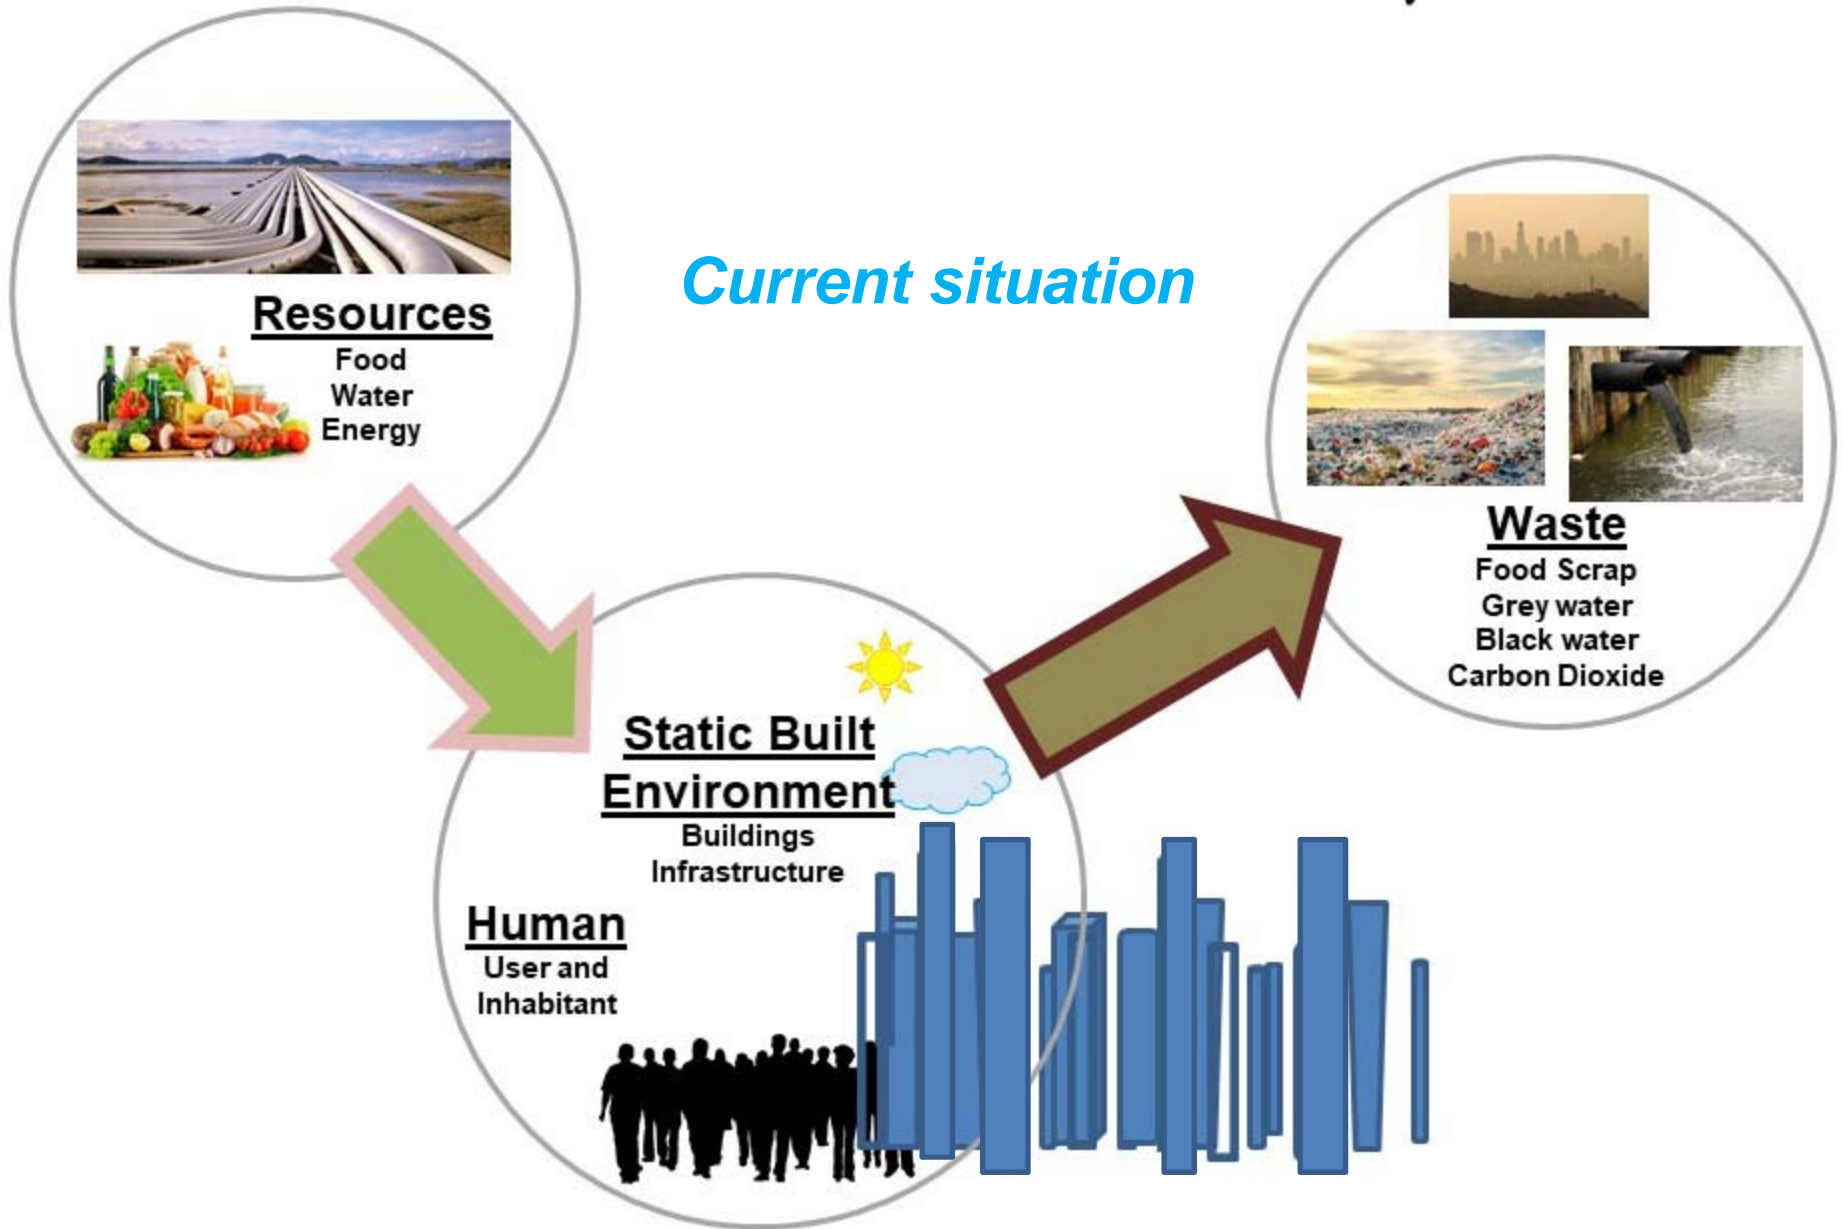 Current situation
Resources
Food
Water
Energy
Waste
Food Scrap
Grey water
Black water
Carbon Dioxide
Static Built
Environment
Buildings
Infrastructure
Human
User and
Inhabitant